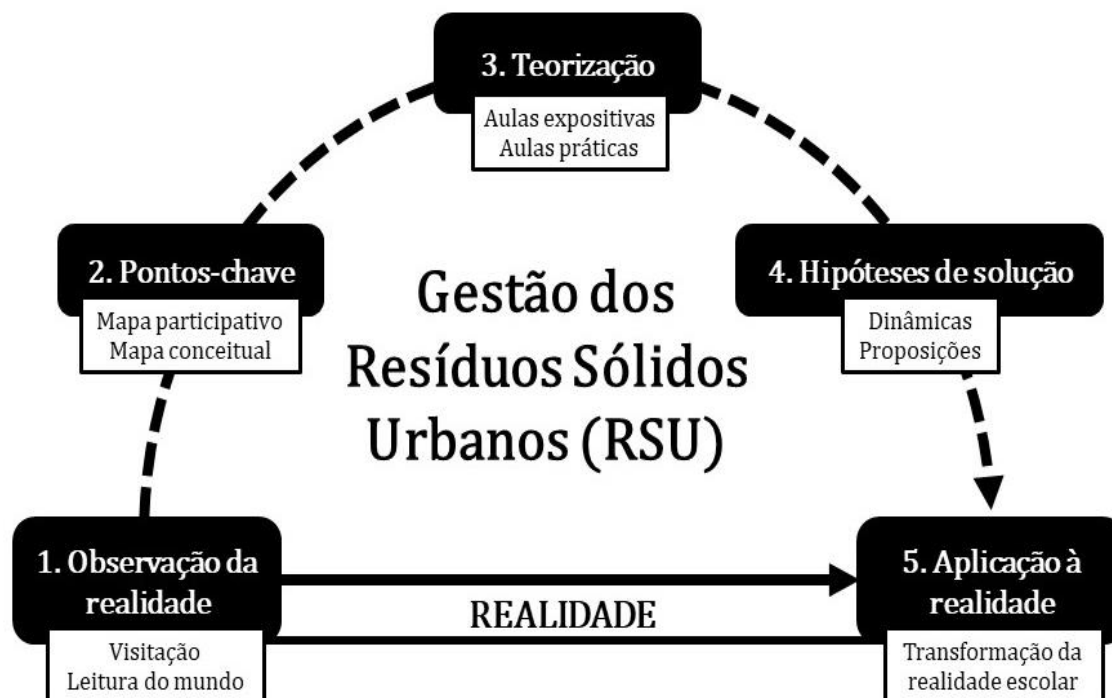 3. Teorização
Aulas expositivas
Aulas práticas
2. Pontos-chave
Mapa participativo
Mapa conceitual
4. Hipóteses de solução
Dinâmicas
Proposições
Gestão dos
Resíduos Sólidos
Urbanos (RSU)
1. Observação da
realidade
Visitação
Leitura do mundo
REALIDADE
5. Aplicação à
realidade
Transformação da
realidade escolar